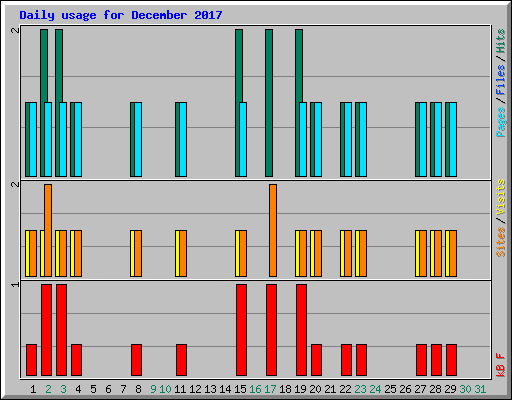 Daily usage for December 2017
2
Pages / Files / Hits
2
Sites / Visits
1
kB F
1 2 3 4 5 6 7 8 9 10 11 12 13 14 15 16 17 18 19 20 21 22 23 24 25 26 27 28 29 30 31